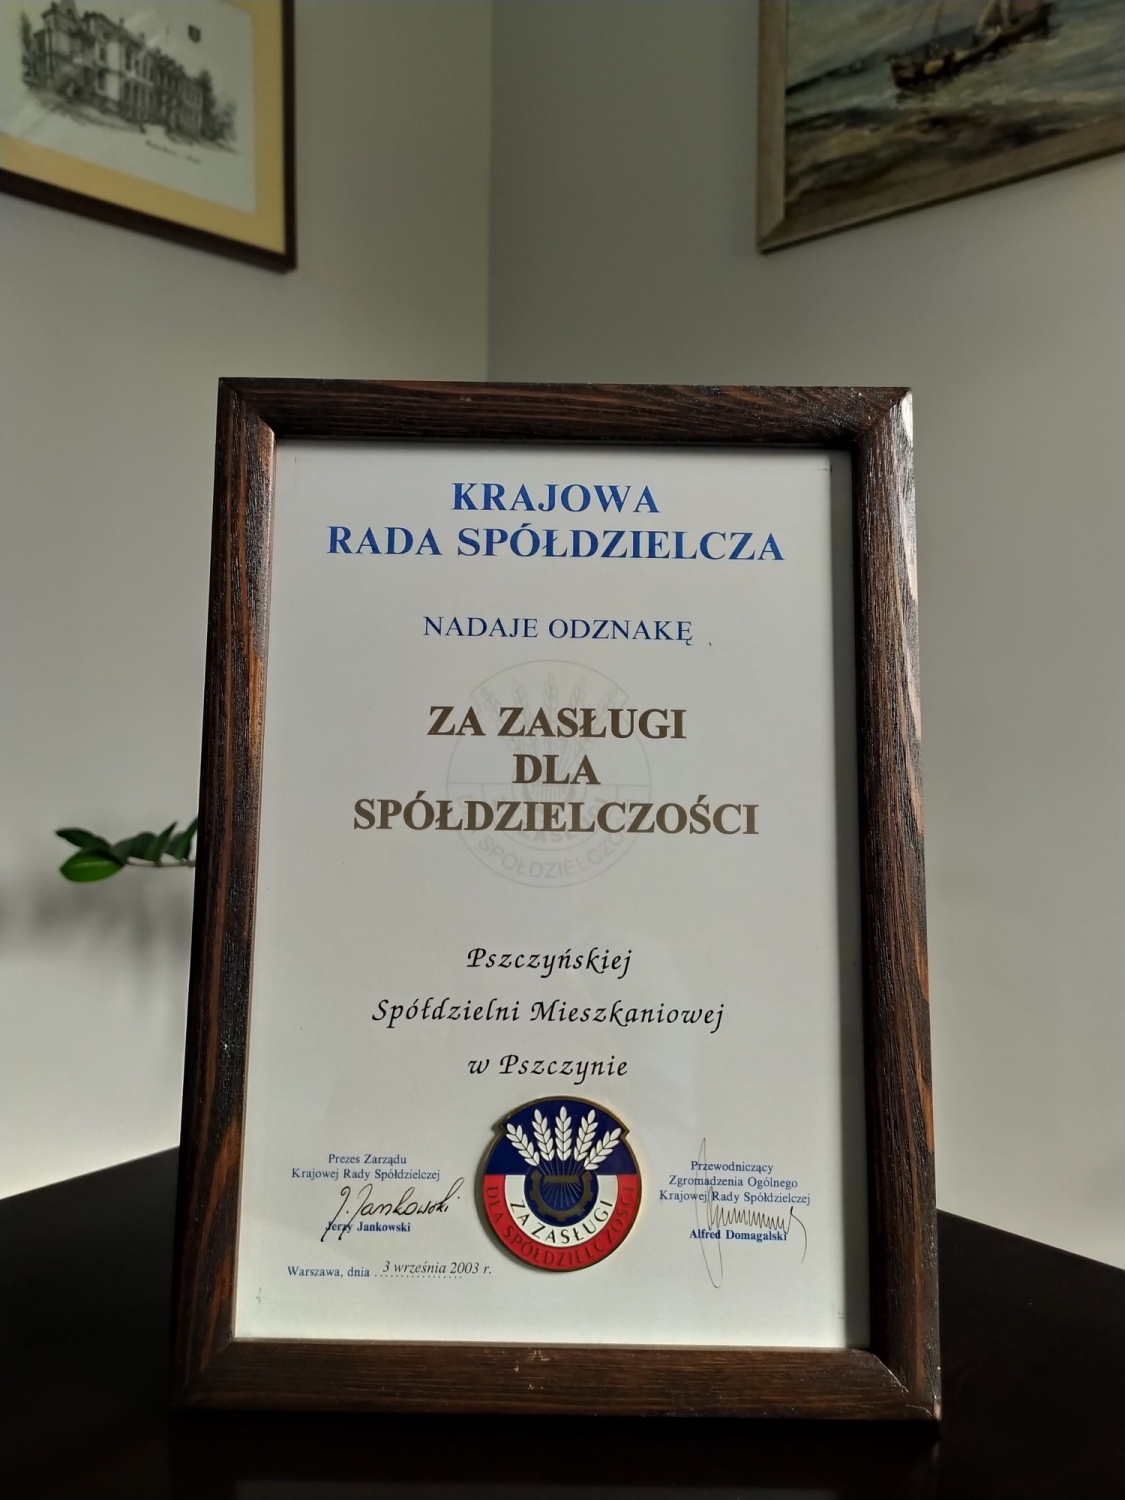 KRAJOWA
RADA SPÓŁDZIELCZA
NADAJE ODZNAKĘ
ZA ZASŁUGI
DLA
SPÓŁDZIELCZOŚCI
Pszczyńskiej
Spółdzielni Mieszkaniowej
w Pszczynie
Prezes Zarządu
Krajowej Rady Spółdzielczej
J. Jankowski
Jerzy Jankowski
Warszawa, dnia 3 września 2003 r.
ZA ZASŁUGI
DLA SPÓŁDZIELCZOŚCI
Przewodniczący
Zgromadzenia Ogólnego
Krajowej Rady Spółdzielczej
Alfred Domagalski